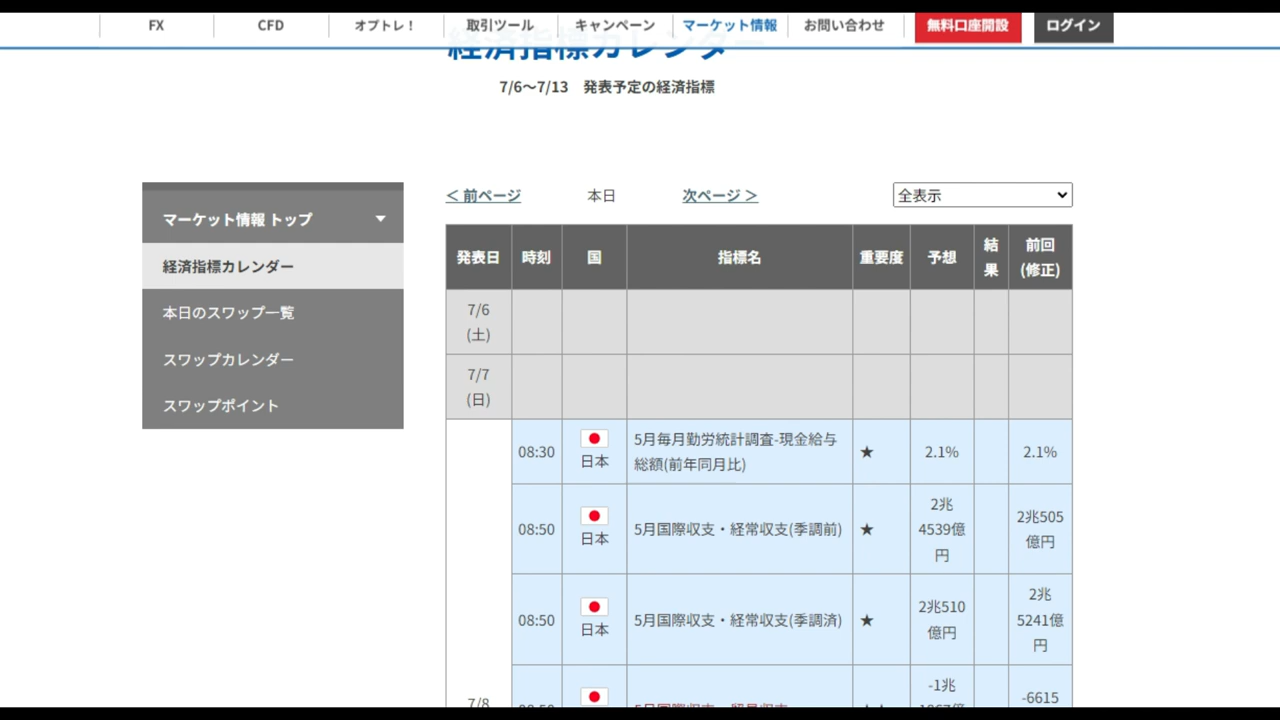 FX
CFD
オプトレ！
取引ツール
キャンペーン
マーケット情報
お問い合わせ
無料口座開設
ログイン
経済指標カレンダー
7/6～7/13　発表予定の経済指標
マーケット情報 トップ
経済指標カレンダー
本日のスワップ一覧
スワップカレンダー
スワップポイント
＜ 前ページ
本日
次ページ ＞
全表示
発表日
時刻
国
指標名
重要度
予想
結
果
前回
(修正)
7/6
(土)
7/7
(日)
08:30
日本
5月毎月勤労統計調査-現金給与
総額(前年同月比)
★
2.1%
2.1%
08:50
日本
5月国際収支・経常収支(季調前)
★
2兆
4539億
円
2兆505
億円
08:50
日本
5月国際収支・経常収支(季調済)
★
2兆510
億円
2兆
5241億
円
7/8
-1兆
-6615